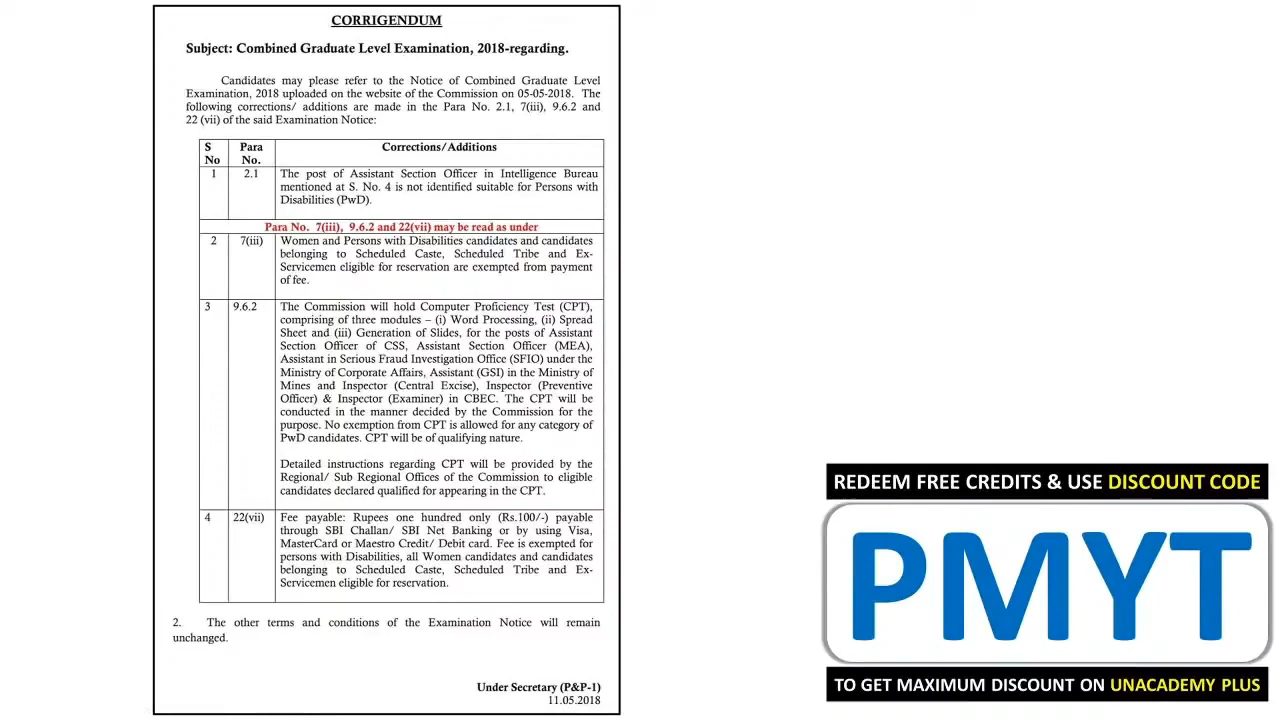 CORRIGENDUM
Subject: Combined Graduate Level Examination, 2018-regarding.
Candidates may please refer to the Notice of Combined Graduate Level
Examination, 2018 uploaded on the website of the Commission on 05-05-2018. The
following corrections/ additions are made in the Para No. 2.1, 7(iii), 9.6.2 and
22 (vii) of the said Examination Notice:
S No Para No. Corrections/Additions
1 2.1 The post of Assistant Section Officer in Intelligence Bureau
mentioned at S. No. 4 is not identified suitable for Persons with
Disabilities (PwD).
Para No. 7(iii), 9.6.2 and 22(vii) may be read as under
2 7(iii) Women and Persons with Disabilities candidates and candidates
belonging to Scheduled Caste, Scheduled Tribe and Ex-
Servicemen eligible for reservation are exempted from payment
of fee.
3 9.6.2 The Commission will hold Computer Proficiency Test (CPT),
comprising of three modules – (i) Word Processing, (ii) Spread
Sheet and (iii) Generation of Slides, for the posts of Assistant
Section Officer of CSS, Assistant Section Officer (MEA),
Assistant in Serious Fraud Investigation Office (SFIO) under the
Ministry of Corporate Affairs, Assistant (GSI) in the Ministry of
Mines and Inspector (Central Excise), Inspector (Preventive
Officer) & Inspector (Examiner) in CBEC. The CPT will be
conducted in the manner decided by the Commission for the
purpose. No exemption from CPT is allowed for any category of
PwD candidates. CPT will be of qualifying nature.
Detailed instructions regarding CPT will be provided by the
Regional/ Sub Regional Offices of the Commission to eligible
candidates declared qualified for appearing in the CPT.
4 22(vii) Fee payable: Rupees one hundred only (Rs.100/-) payable
through SBI Challan/ SBI Net Banking or by using Visa,
MasterCard or Maestro Credit/ Debit card. Fee is exempted for
persons with Disabilities, all Women candidates and candidates
belonging to Scheduled Caste, Scheduled Tribe and Ex-
Servicemen eligible for reservation.
2. The other terms and conditions of the Examination Notice will remain
unchanged.
Under Secretary (P&P-1)
11.05.2018
REDEEM FREE CREDITS & USE DISCOUNT CODE
PMYT
TO GET MAXIMUM DISCOUNT ON UNACADEMY PLUS